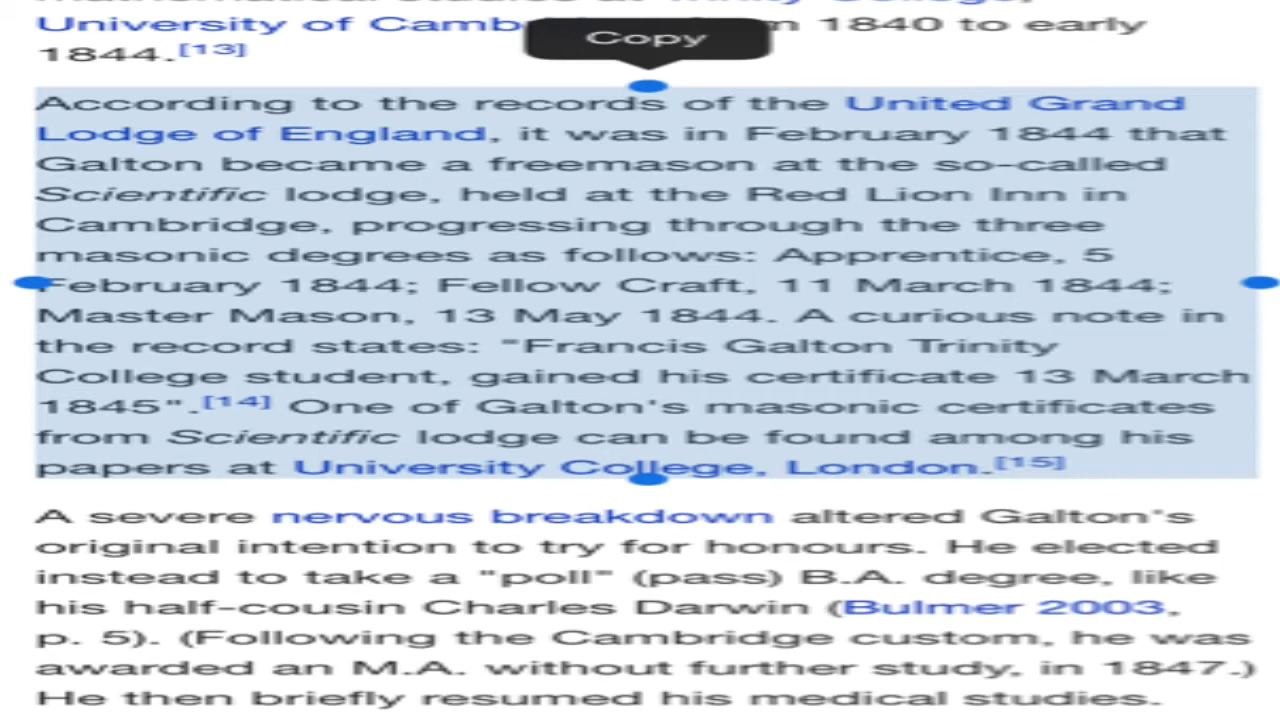 University of Camb
m 1840 to early
1844.[13]
Copy
According to the records of the United Grand
Lodge of England, it was in February 1844 that
Galton became a freemason at the so-called
Scientific lodge, held at the Red Lion Inn in
Cambridge, progressing through the three
masonic degrees as follows: Apprentice, 5
February 1844; Fellow Craft, 11 March 1844;
Master Mason, 13 May 1844. A curious note in
the record states: "Francis Galton Trinity
College student, gained his certificate 13 March
1845".[14] One of Galton's masonic certificates
from Scientific lodge can be found among his
papers at University College, London.[15]
A severe nervous breakdown altered Galton's
original intention to try for honours. He elected
instead to take a "poll" (pass) B.A. degree, like
his half-cousin Charles Darwin (Bulmer 2003,
p. 5). (Following the Cambridge custom, he was
awarded an M.A. without further study, in 1847.)
He then briefly resumed his medical studies.